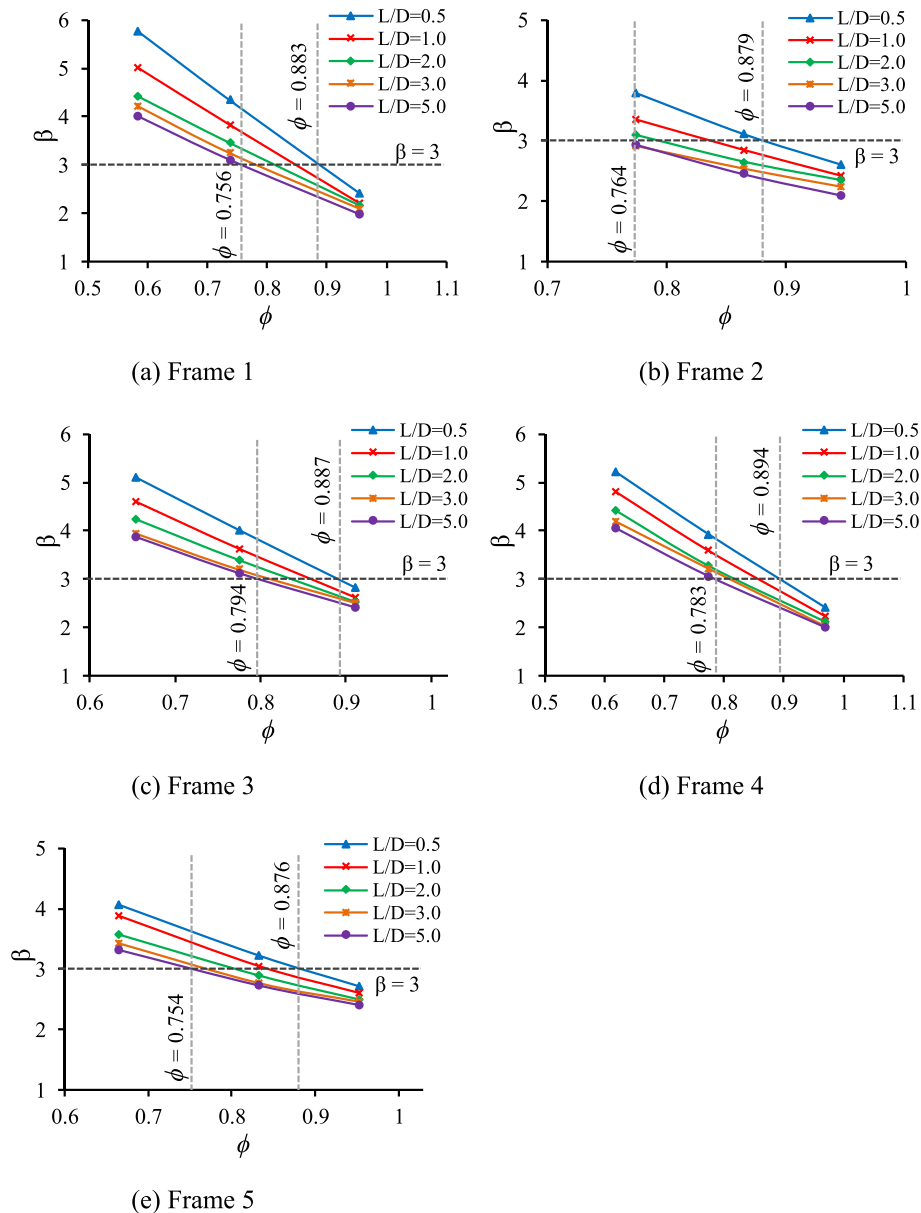 6
5
4
3
2
1
β
0.5
0.6
0.7
0.8
0.9
1
1.1
ϕ
L/D=0.5
L/D=1.0
L/D=2.0
L/D=3.0
L/D=5.0
ϕ = 0.883
ϕ = 0.756
β = 3
(a) Frame 1
5
4
3
2
1
β
0.7
0.8
0.9
1
ϕ
L/D=0.5
L/D=1.0
L/D=2.0
L/D=3.0
L/D=5.0
ϕ = 0.879
ϕ = 0.764
β = 3
(b) Frame 2
6
5
4
3
2
1
β
0.6
0.7
0.8
0.9
1
ϕ
L/D=0.5
L/D=1.0
L/D=2.0
L/D=3.0
L/D=5.0
ϕ = 0.887
ϕ = 0.794
β = 3
(c) Frame 3
6
5
4
3
2
1
β
0.5
0.6
0.7
0.8
0.9
1
1.1
ϕ
L/D=0.5
L/D=1.0
L/D=2.0
L/D=3.0
L/D=5.0
ϕ = 0.894
ϕ = 0.783
β = 3
(d) Frame 4
5
4
3
2
1
β
0.6
0.7
0.8
0.9
1
ϕ
L/D=0.5
L/D=1.0
L/D=2.0
L/D=3.0
L/D=5.0
ϕ = 0.876
ϕ = 0.754
β = 3
(e) Frame 5